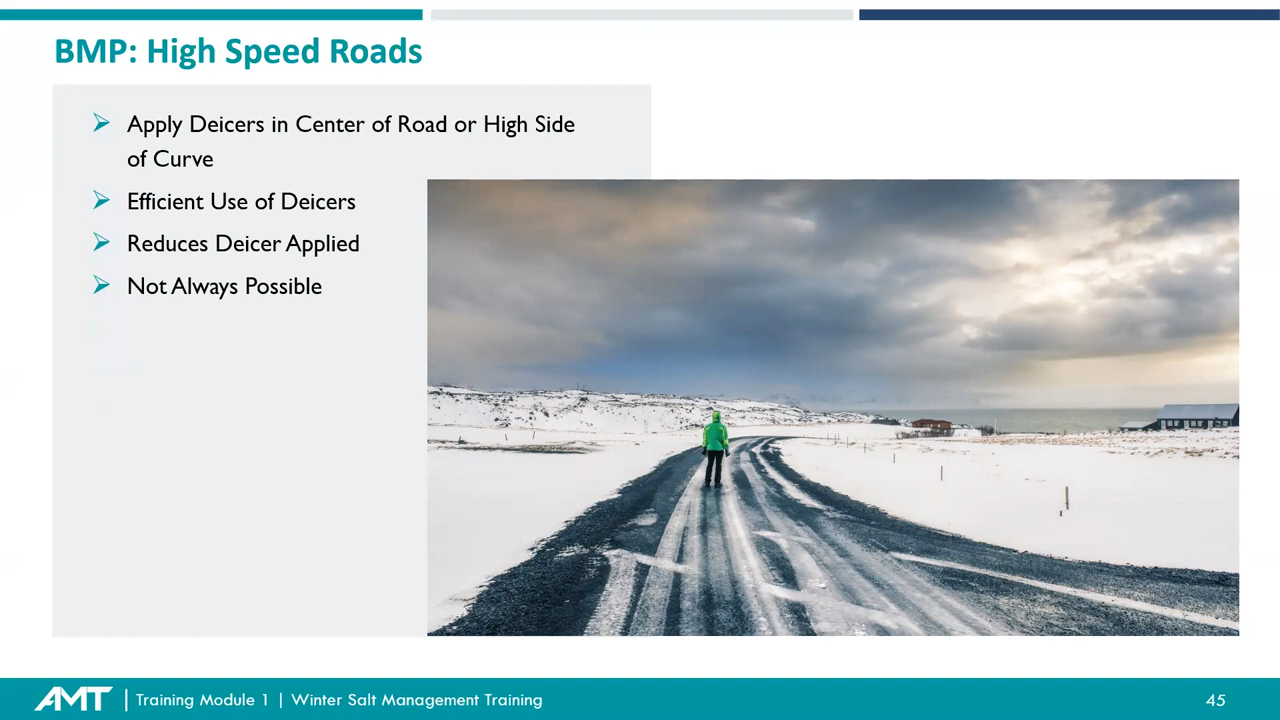 BMP: High Speed Roads
Apply Deicers in Center of Road or High Side
of Curve
Efficient Use of Deicers
Reduces Deicer Applied
Not Always Possible
AMT | Training Module 1 | Winter Salt Management Training 45